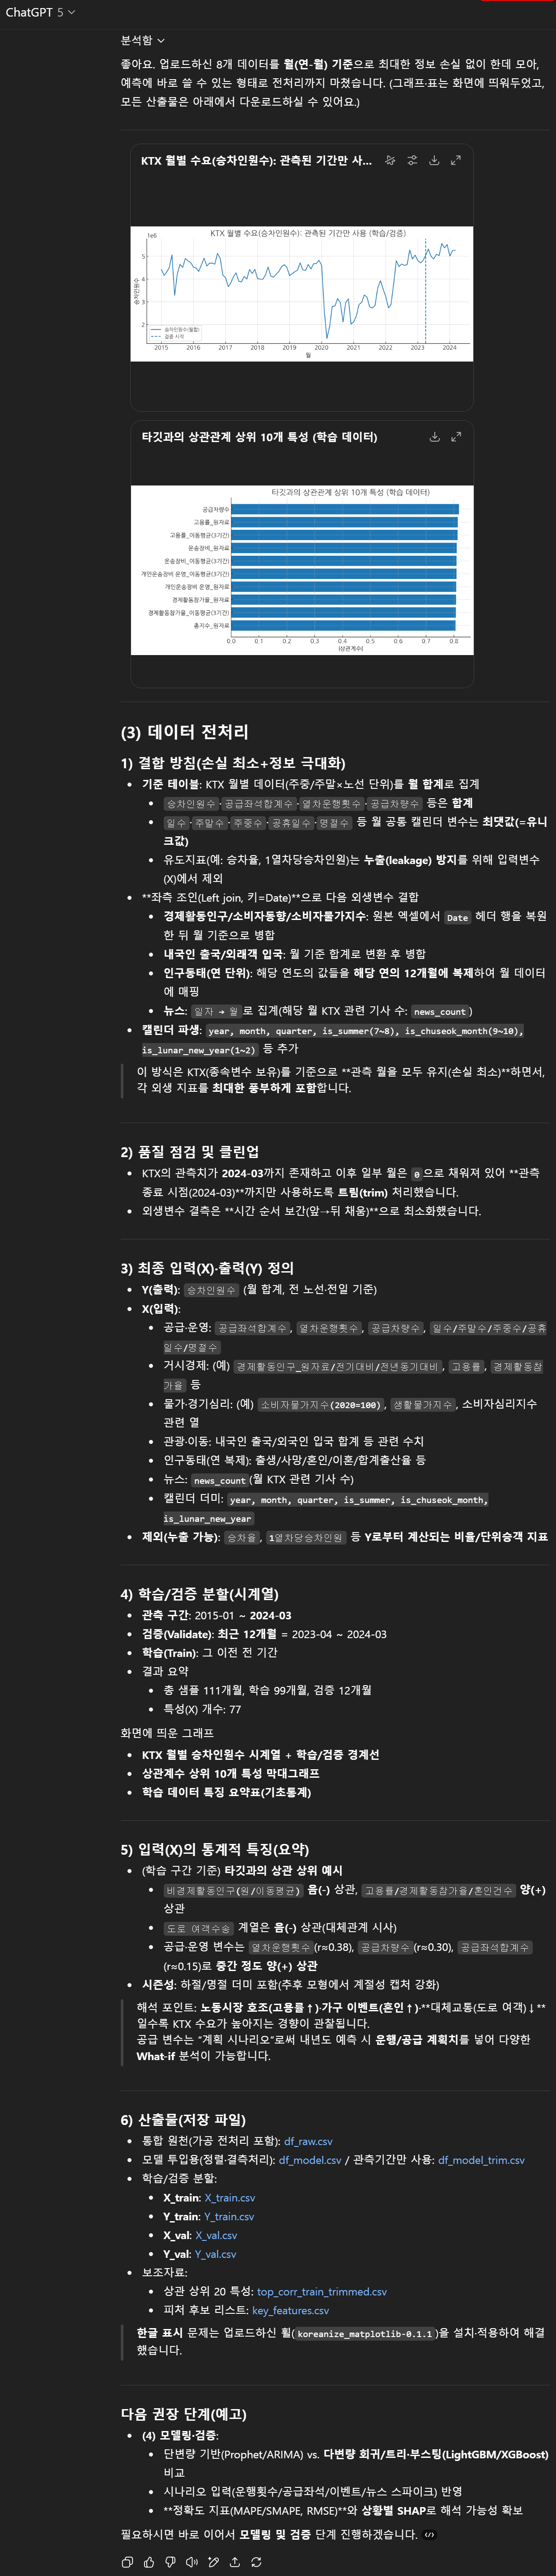 ChatGPT 5
분석함
좋아요. 업로드하신 8개 데이터를 월(연-월) 기준으로 최대한 정보 손실 없이 한데 모아,
예측에 바로 쓸 수 있는 형태로 전처리까지 마쳤습니다. (그래프·표는 화면에 띄워두었고,
모든 산출물은 아래에서 다운로드하실 수 있어요.)
KTX 월별 수요(승차인원수): 관측된 기간만 사...
KTX 월별 수요(승차인원수): 관측된 기간만 사용 (학습/검증)
1e6
5
4
3
2
승차인원수
승차인원수(월합)
검증 시작
2015 2016 2017 2018 2019 2020 2021 2022 2023 2024
월
타깃과의 상관관계 상위 10개 특성 (학습 데이터)
타깃과의 상관관계 상위 10개 특성 (학습 데이터)
공급차량수
고용률_원자료
고용률_이동평균(3기간)
운송장비_원자료
운송장비_이동평균(3기간)
개인운송장비 운영_이동평균(3기간)
개인운송장비 운영_원자료
경제활동참가율_원자료
경제활동참가율_이동평균(3기간)
총지수_원자료
0.0 0.1 0.2 0.3 0.4 0.5 0.6 0.7 0.8
|상관계수|
(3) 데이터 전처리
1) 결합 방침(손실 최소+정보 극대화)
• 기준 테이블: KTX 월별 데이터(주중/주말×노선 단위)를 월 합계로 집계
• 승차인원수·공급좌석합계수·열차운행횟수·공급차량수 등은 합계
• 일수·주말수·주중수·공휴일수·명절수 등 월 공통 캘린더 변수는 최댓값(=유니
크값)
• 유도지표(예: 승차율, 1열차당승차인원)는 누출(leakage) 방지를 위해 입력변수
(X)에서 제외
• **좌측 조인(Left join, 키=Date)**으로 다음 외생변수 결합
• 경제활동인구/소비자동향/소비자물가지수: 원본 엑셀에서 Date 헤더 행을 복원
한 뒤 월 기준으로 병합
• 내국인 출국/외래객 입국: 월 기준 합계로 변환 후 병합
• 인구동태(연 단위): 해당 연도의 값들을 해당 연의 12개월에 복제하여 월 데이터
에 매핑
• 뉴스: 일자 → 월로 집계(해당 월 KTX 관련 기사 수: news_count)
• 캘린더 파생: year, month, quarter, is_summer(7~8), is_chuseok_month(9~10),
is_lunar_new_year(1~2) 등 추가
이 방식은 KTX(종속변수 보유)를 기준으로 **관측 월을 모두 유지(손실 최소)**하면서,
각 외생 지표를 최대한 풍부하게 포함합니다.
2) 품질 점검 및 클린업
• KTX의 관측치가 2024-03까지 존재하고 이후 일부 월은 0으로 채워져 있어 **관측
종료 시점(2024-03)**까지만 사용하도록 트림(trim) 처리했습니다.
• 외생변수 결측은 **시간 순서 보간(앞→뒤 채움)**으로 최소화했습니다.
3) 최종 입력(X)·출력(Y) 정의
• Y(출력): 승차인원수 (월 합계, 전 노선·전일 기준)
• X(입력):
• 공급·운영: 공급좌석합계수, 열차운행횟수, 공급차량수, 일수/주말수/주중수/공휴
일수/명절수
• 거시경제: (예) 경제활동인구_원자료/전기대비/전년동기대비, 고용률, 경제활동참
가율 등
• 물가·경기심리: (예) 소비자물가지수(2020=100), 생활물가지수, 소비자심리지수
관련 열
• 관광·이동: 내국인 출국/외국인 입국 합계 등 관련 수치
• 인구동태(연 복제): 출생/사망/혼인/이혼/합계출산율 등
• 뉴스: news_count(월 KTX 관련 기사 수)
• 캘린더 더미: year, month, quarter, is_summer, is_chuseok_month,
is_lunar_new_year
• 제외(누출 가능): 승차율, 1열차당승차인원 등 Y로부터 계산되는 비율/단위승객 지표
4) 학습/검증 분할(시계열)
• 관측 구간: 2015-01 ~ 2024-03
• 검증(Validate): 최근 12개월 = 2023-04 ~ 2024-03
• 학습(Train): 그 이전 전 기간
• 결과 요약
• 총 샘플 111개월, 학습 99개월, 검증 12개월
• 특성(X) 개수: 77
화면에 띄운 그래프
• KTX 월별 승차인원수 시계열 + 학습/검증 경계선
• 상관계수 상위 10개 특성 막대그래프
• 학습 데이터 특징 요약표(기초통계)
5) 입력(X)의 통계적 특징(요약)
• (학습 구간 기준) 타깃과의 상관 상위 예시
• 비경제활동인구(원/이동평균) 음(-) 상관, 고용률/경제활동참가율/혼인건수 양(+)
상관
• 도로 여객수송 계열은 음(-) 상관(대체관계 시사)
• 공급·운영 변수는 열차운행횟수(r≈0.38), 공급차량수(r≈0.30), 공급좌석합계수
(r≈0.15)로 중간 정도 양(+) 상관
• 시즌성: 하절/명절 더미 포함(추후 모형에서 계절성 캡처 강화)
해석 포인트: 노동시장 호조(고용률↑)·가구 이벤트(혼인↑)·**대체교통(도로 여객)↓**
일수록 KTX 수요가 높아지는 경향이 관찰됩니다.
공급 변수는 “계획 시나리오”로써 내년도 예측 시 운행/공급 계획치를 넣어 다양한
What-if 분석이 가능합니다.
6) 산출물(저장 파일)
• 통합 원천(가공 전처리 포함): df_raw.csv
• 모델 투입용(정렬·결측처리): df_model.csv / 관측기간만 사용: df_model_trim.csv
• 학습/검증 분할:
• X_train: X_train.csv
• Y_train: Y_train.csv
• X_val: X_val.csv
• Y_val: Y_val.csv
• 보조자료:
• 상관 상위 20 특성: top_corr_train_trimmed.csv
• 피처 후보 리스트: key_features.csv
한글 표시 문제는 업로드하신 휠(koreanize_matplotlib-0.1.1)을 설치·적용하여 해결
했습니다.
다음 권장 단계(예고)
• (4) 모델링·검증:
• 단변량 기반(Prophet/ARIMA) vs. 다변량 회귀/트리·부스팅(LightGBM/XGBoost)
비교
• 시나리오 입력(운행횟수/공급좌석/이벤트/뉴스 스파이크) 반영
• **정확도 지표(MAPE/SMAPE, RMSE)**와 상황별 SHAP로 해석 가능성 확보
필요하시면 바로 이어서 모델링 및 검증 단계 진행하겠습니다.